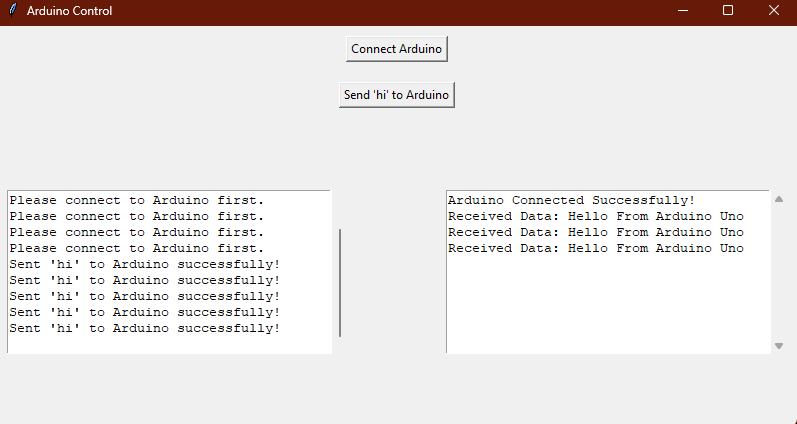 Arduino Control
Connect Arduino
Send 'hi' to Arduino
Please connect to Arduino first.
Please connect to Arduino first.
Please connect to Arduino first.
Please connect to Arduino first.
Sent 'hi' to Arduino successfully!
Sent 'hi' to Arduino successfully!
Sent 'hi' to Arduino successfully!
Sent 'hi' to Arduino successfully!
Sent 'hi' to Arduino successfully!
Arduino Connected Successfully!
Received Data: Hello From Arduino Uno
Received Data: Hello From Arduino Uno
Received Data: Hello From Arduino Uno